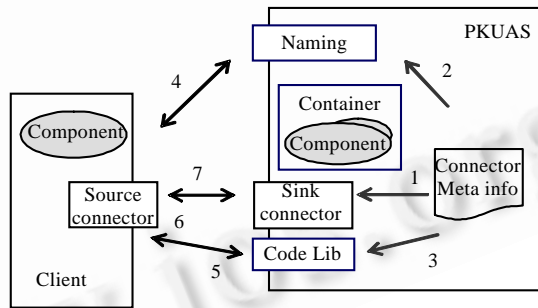 PKUAS
Naming
4
2
Container
Component
Component
Connector
Meta info
7
1
Source
connector
Sink
connector
6
Code Lib
3
5
Client